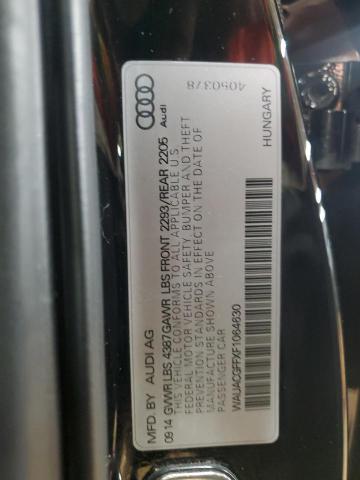 MFD. BY AUDI AG
09 14 GVWR LBS 4387 GAWR LBS FRONT 2293/REAR 2205
THIS VEHICLE CONFORMS TO ALL APPLICABLE U S
FEDERAL MOTOR VEHICLE SAFETY, BUMPER AND THEFT
PREVENTION STANDARDS IN EFFECT ON THE DATE OF
MANUFACTURE SHOWN ABOVE.
PASSENGER CAR
WAUACGFFXF1064630
HUNGARY
Audi
4050378